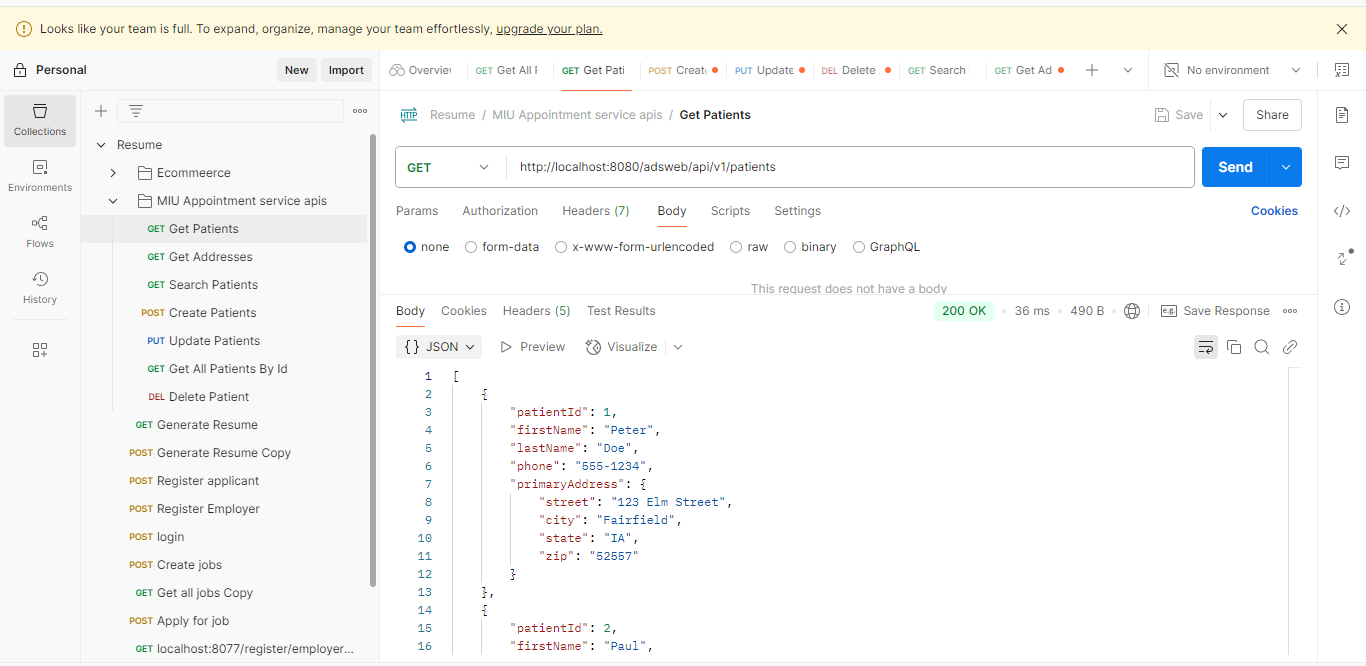 Looks like your team is full. To expand, organize, manage your team effortlessly, upgrade your plan.
Personal
New
Import
Overview
GET Get All P
GET Get Pati
POST Creat
PUT Update
DEL Delete
GET Search
GET Get Ad
No environment
Collections
Environments
Flows
History
Resume
Ecommeerce
MIU Appointment service apis
GET Get Patients
GET Get Addresses
GET Search Patients
POST Create Patients
PUT Update Patients
GET Get All Patients By Id
DEL Delete Patient
GET Generate Resume
POST Generate Resume Copy
POST Register applicant
POST Register Employer
POST login
POST Create jobs
GET Get all jobs Copy
POST Apply for job
GET localhost:8077/register/employer...
HTTP Resume / MIU Appointment service apis / Get Patients
Save
Share
GET http://localhost:8080/adsweb/api/v1/patients
Send
Params Authorization Headers (7) Body Scripts Settings
Cookies
none form-data x-www-form-urlencoded raw binary GraphQL
This request does not have a body
Body Cookies Headers (5) Test Results
200 OK 36 ms 490 B e.g. Save Response
{} JSON Preview Visualize
1 [
2 {
3 "patientId": 1,
4 "firstName": "Peter",
5 "lastName": "Doe",
6 "phone": "555-1234",
7 "primaryAddress": {
8 "street": "123 Elm Street",
9 "city": "Fairfield",
10 "state": "IA",
11 "zip": "52557"
12 }
13 },
14 {
15 "patientId": 2,
16 "firstName": "Paul",